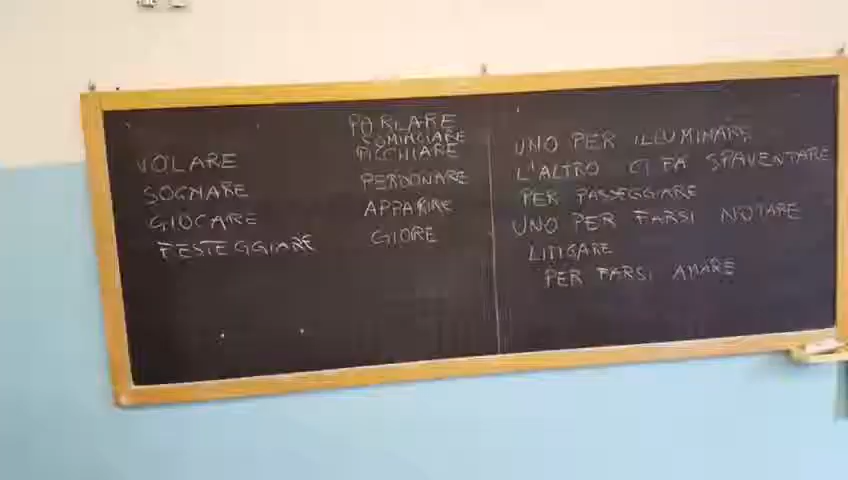 VOLARE
SOGNARE
GIOCARE
FESTEGGIARE
PARLARE
COMINCIARE
PICCHIARE
PERDONARE
APPARIRE
GIORE
UNO PER ILLUMINARE
L'ALTRO CI FA SPAVENTARE
PER PASSEGGIARE
UNO PER FARSI NOTARE
LITIGARE
PER FARSI AMARE